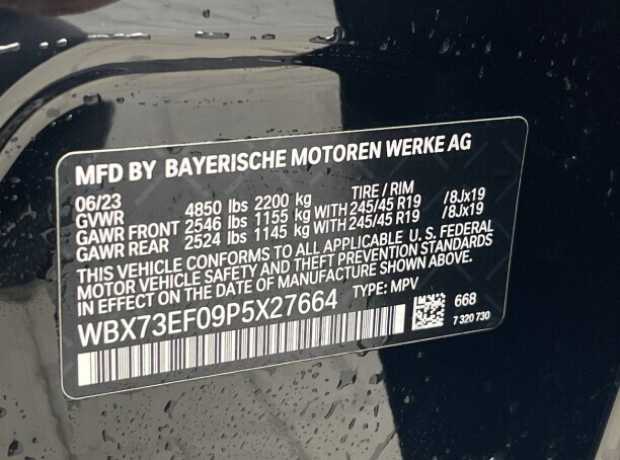 MFD BY BAYERISCHE MOTOREN WERKE AG
06/23 TIRE / RIM
GVWR 4850 lbs 2200 kg
GAWR FRONT 2546 lbs 1155 kg WITH 245/45 R19 /8Jx19
GAWR REAR 2524 lbs 1145 kg WITH 245/45 R19 /8Jx19
THIS VEHICLE CONFORMS TO ALL APPLICABLE U.S. FEDERAL
MOTOR VEHICLE SAFETY AND THEFT PREVENTION STANDARDS
IN EFFECT ON THE DATE OF MANUFACTURE SHOWN ABOVE.
WBX73EF09P5X27664 TYPE: MPV
668
7 320 730